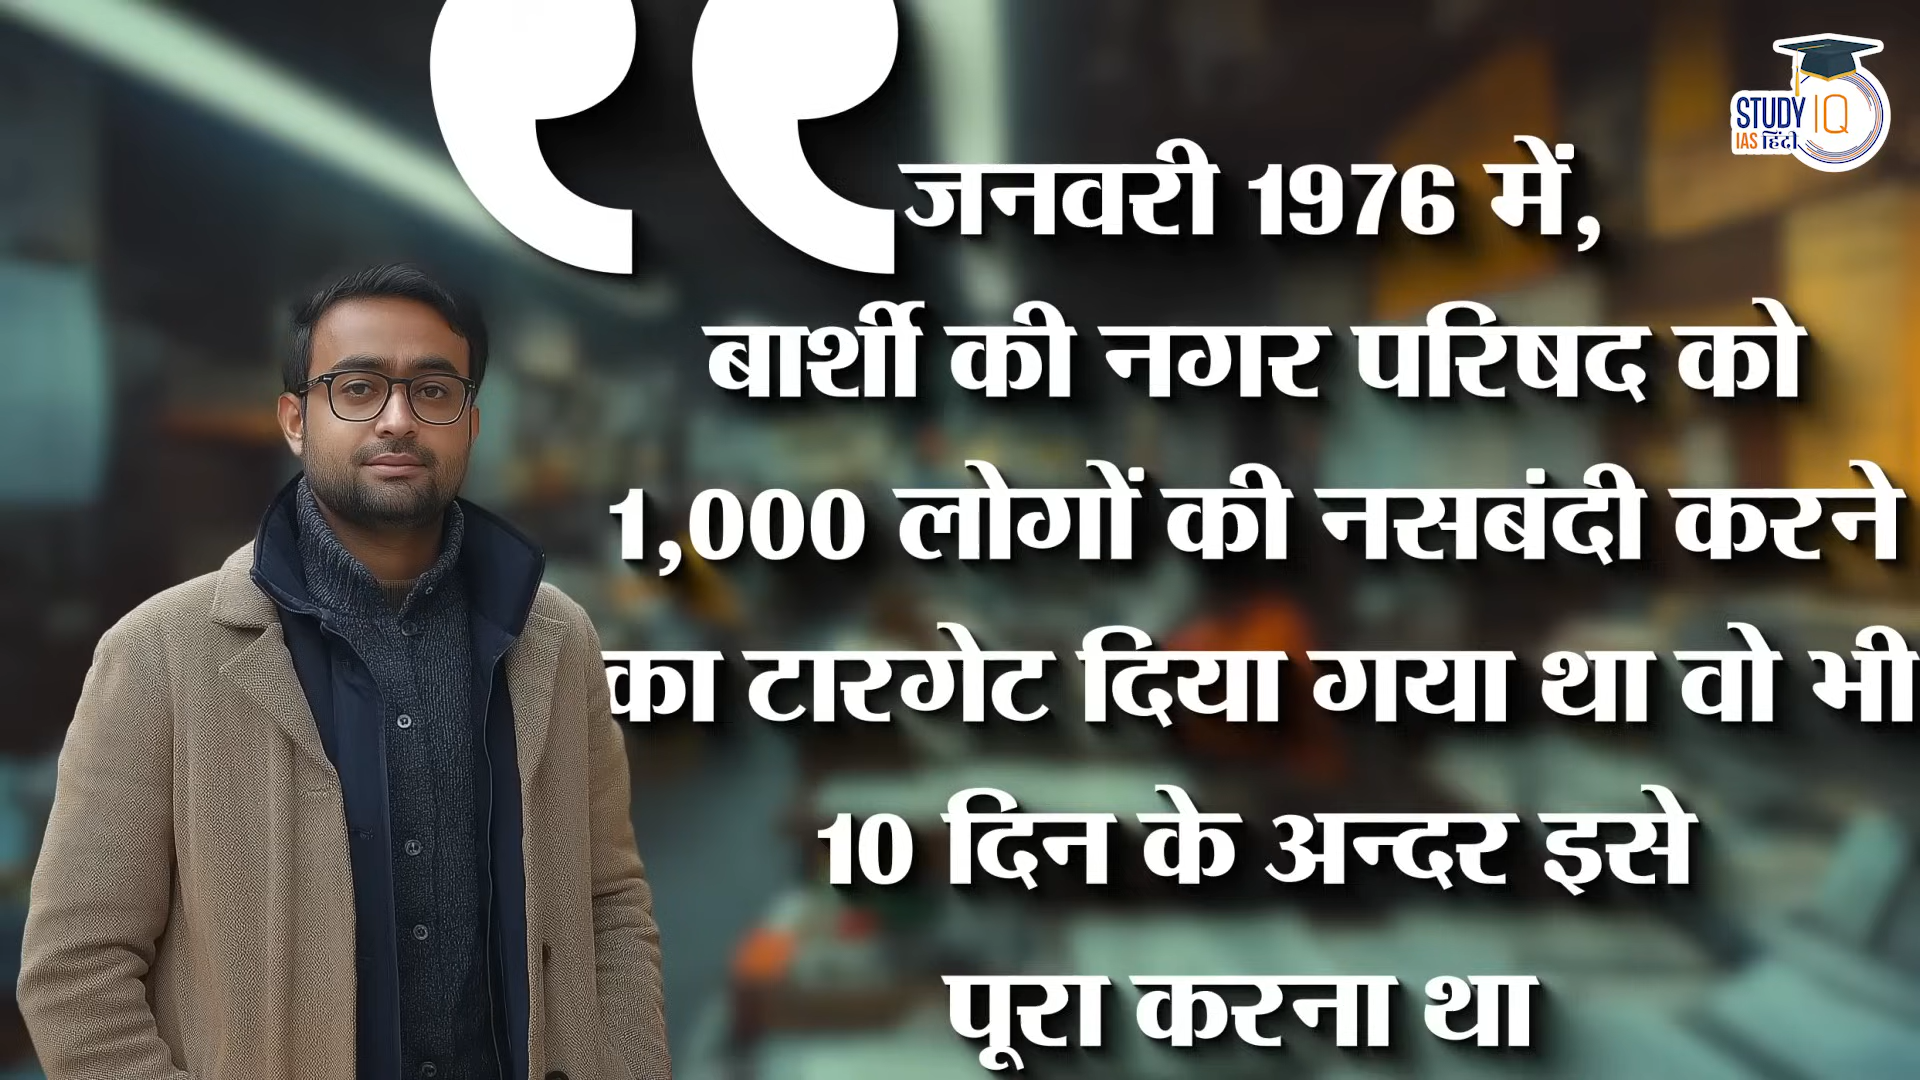 STUDY IQ
IAS हिंदी
जनवरी 1976 में,
बार्शी की नगर परिषद को
1,000 लोगों की नसबंदी करने
का टारगेट दिया गया था वो भी
10 दिन के अन्दर इसे
पूरा करना था